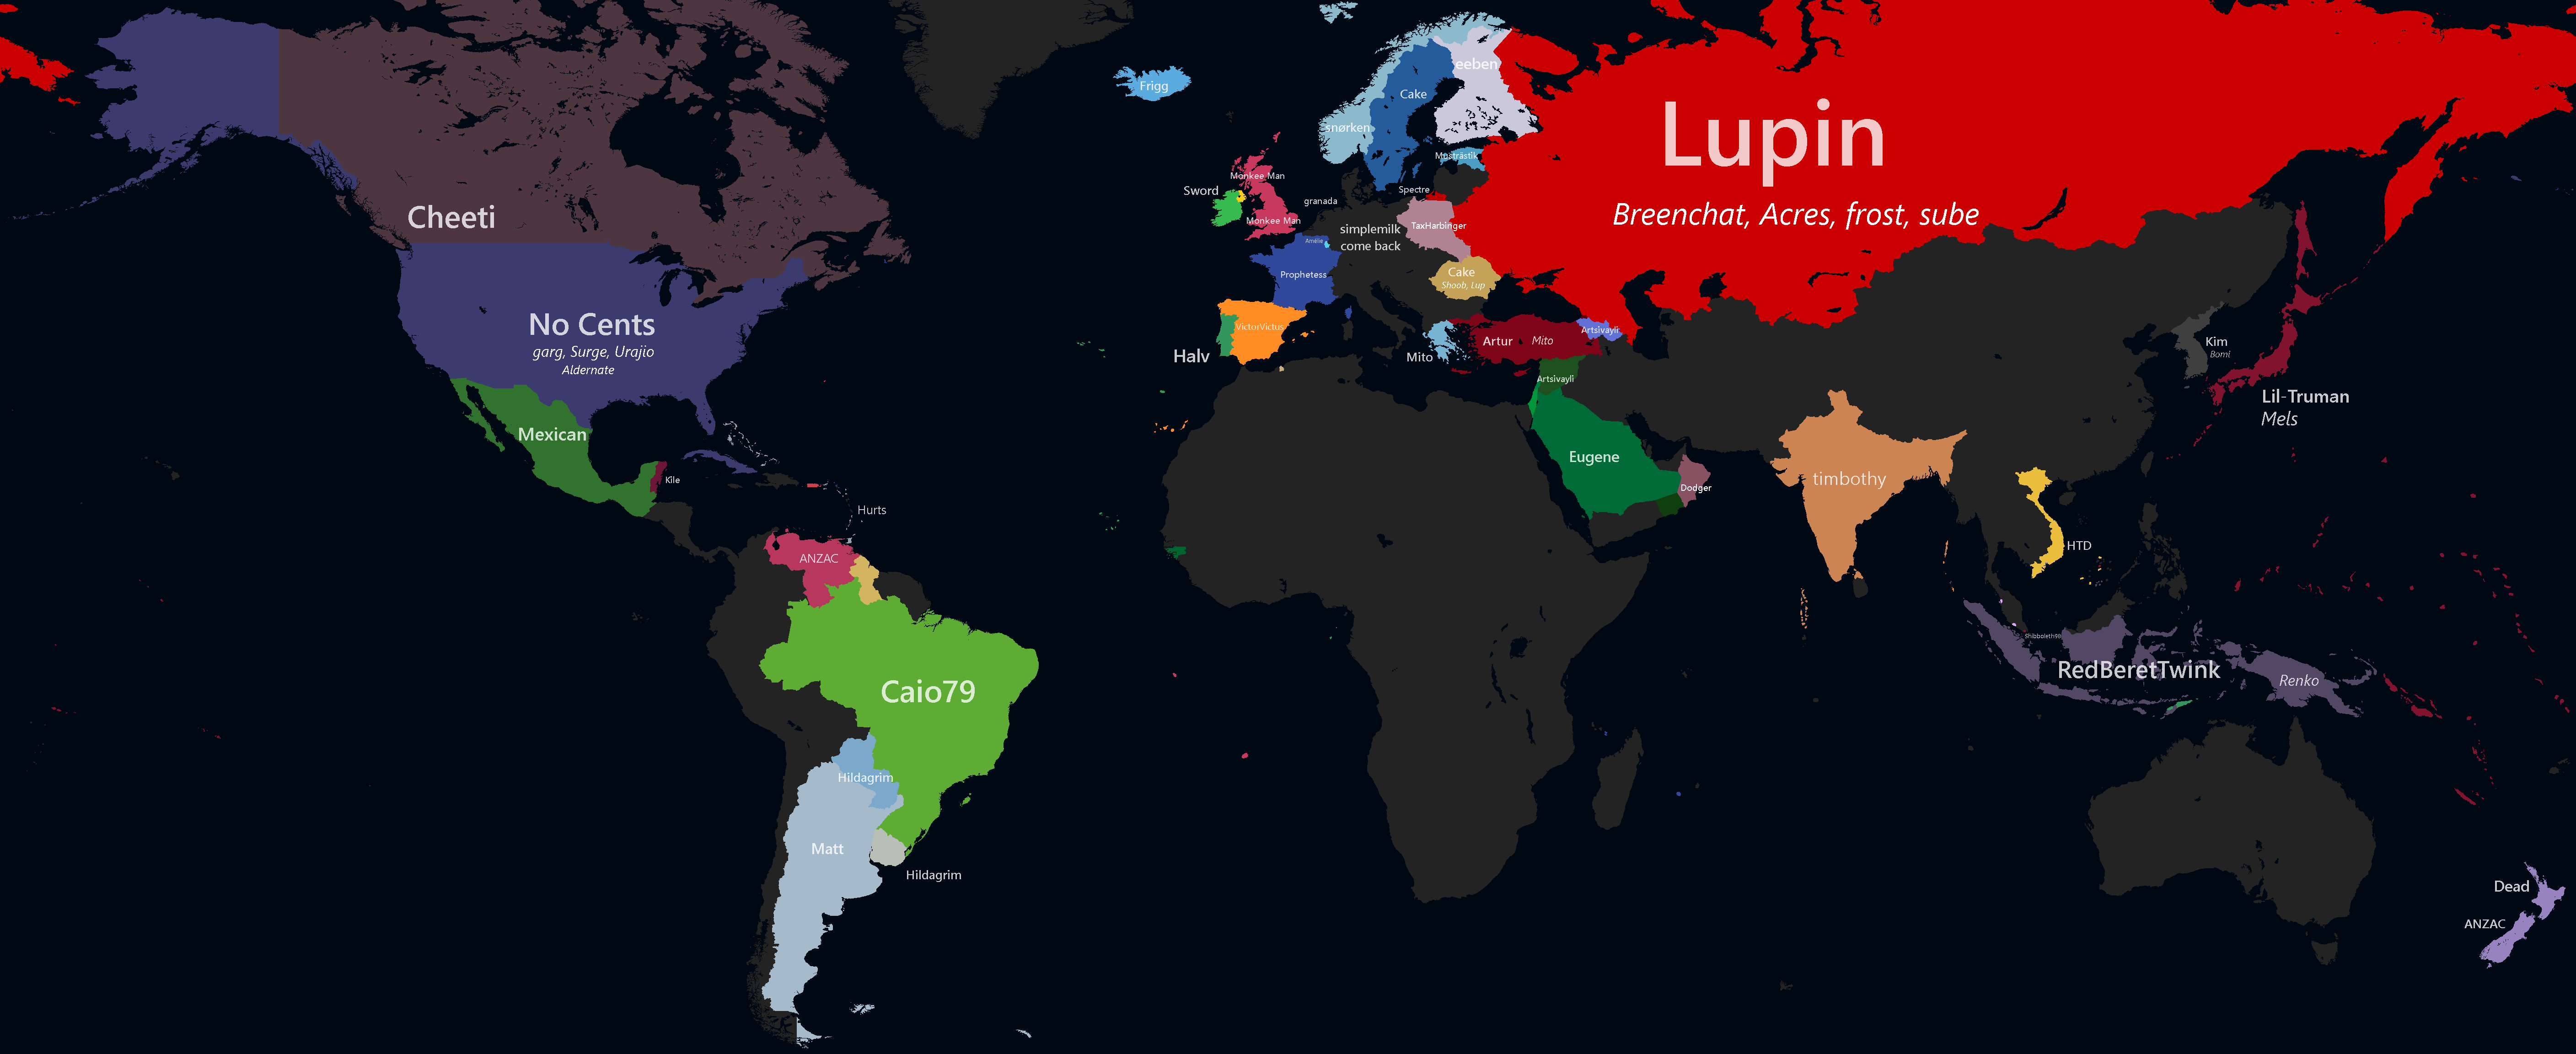 Frigg
eeben
Cake
snørken
Lupin
Breenchat, Acres, frost, sube
Musträstik
Monkee Man
Sword
Spectre
granada
Cheeti
Monkee Man
simplemilk
come back
TaxHarbinger
Amélie
Prophetess
Cake
Shoob, Lup
No Cents
garg, Surge, Urajio
Aldernate
VictorVictus
Halv
Mito
Artur
Mito
Artsivayli
Kim
Bomi
Artsivayli
Lil-Truman
Mels
Mexican
Eugene
Kile
timbothy
Dodger
Hurts
HTD
ANZAC
Shibboleth98
RedBeretTwink
Renko
Caio79
Hildagrim
Matt
Hildagrim
Dead
ANZAC